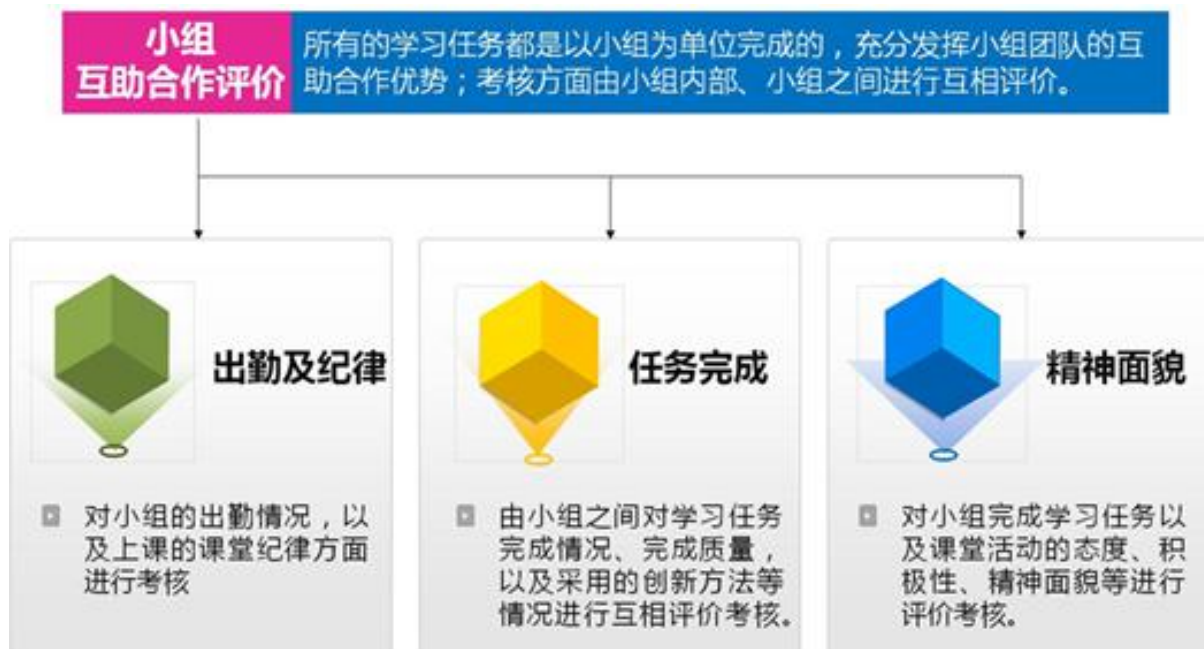 小组
互助合作评价
所有的学习任务都是以小组为单位完成的，充分发挥小组团队的互
助合作优势；考核方面由小组内部、小组之间进行互相评价。
出勤及纪律
对小组的出勤情况，以
及上课的课堂纪律方面
进行考核
任务完成
由小组之间对学习任务
完成情况、完成质量，
以及采用的创新方法等
情况进行互相评价考核。
精神面貌
对小组完成学习任务以
及课堂活动的态度、积
极性、精神面貌等进行
评价考核。